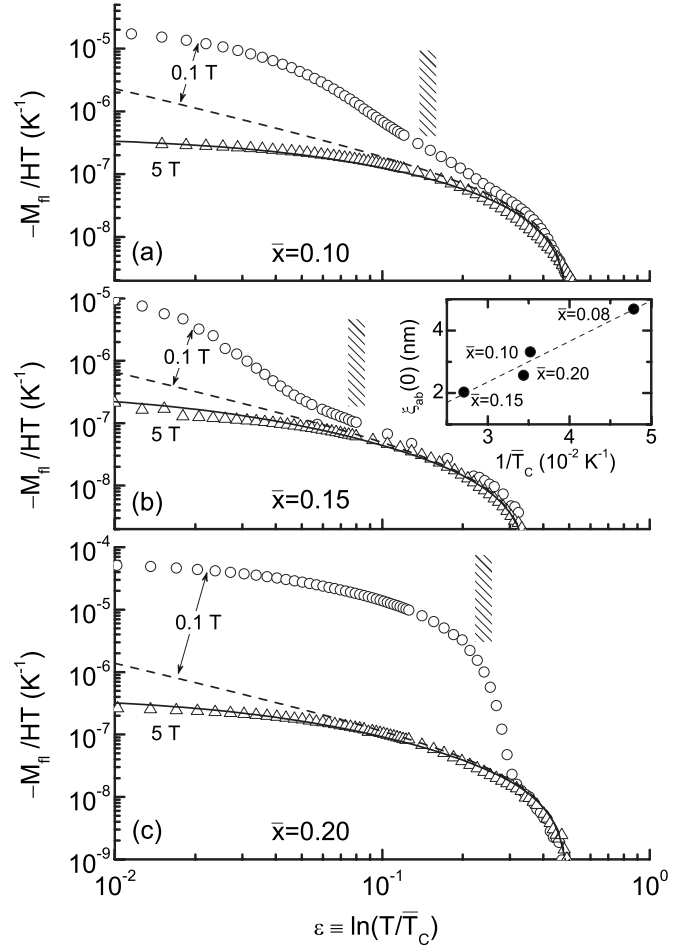 10⁻⁵
10⁻⁶
10⁻⁷
10⁻⁸
−M_fl /HT (K⁻¹)
0.1 T
5 T
(a)
x̄=0.10
10⁻⁵
10⁻⁶
10⁻⁷
10⁻⁸
−M_fl /HT (K⁻¹)
0.1 T
5 T
(b)
x̄=0.15
4
2
ξ_ab(0) (nm)
x̄=0.08
x̄=0.10
x̄=0.20
x̄=0.15
3 4 5
1/T̄_C (10⁻² K⁻¹)
10⁻⁴
10⁻⁵
10⁻⁶
10⁻⁷
10⁻⁸
10⁻⁹
−M_fl /HT (K⁻¹)
0.1 T
5 T
(c)
x̄=0.20
10⁻² 10⁻¹ 10⁰
ε ≡ ln(T/T̄_C)